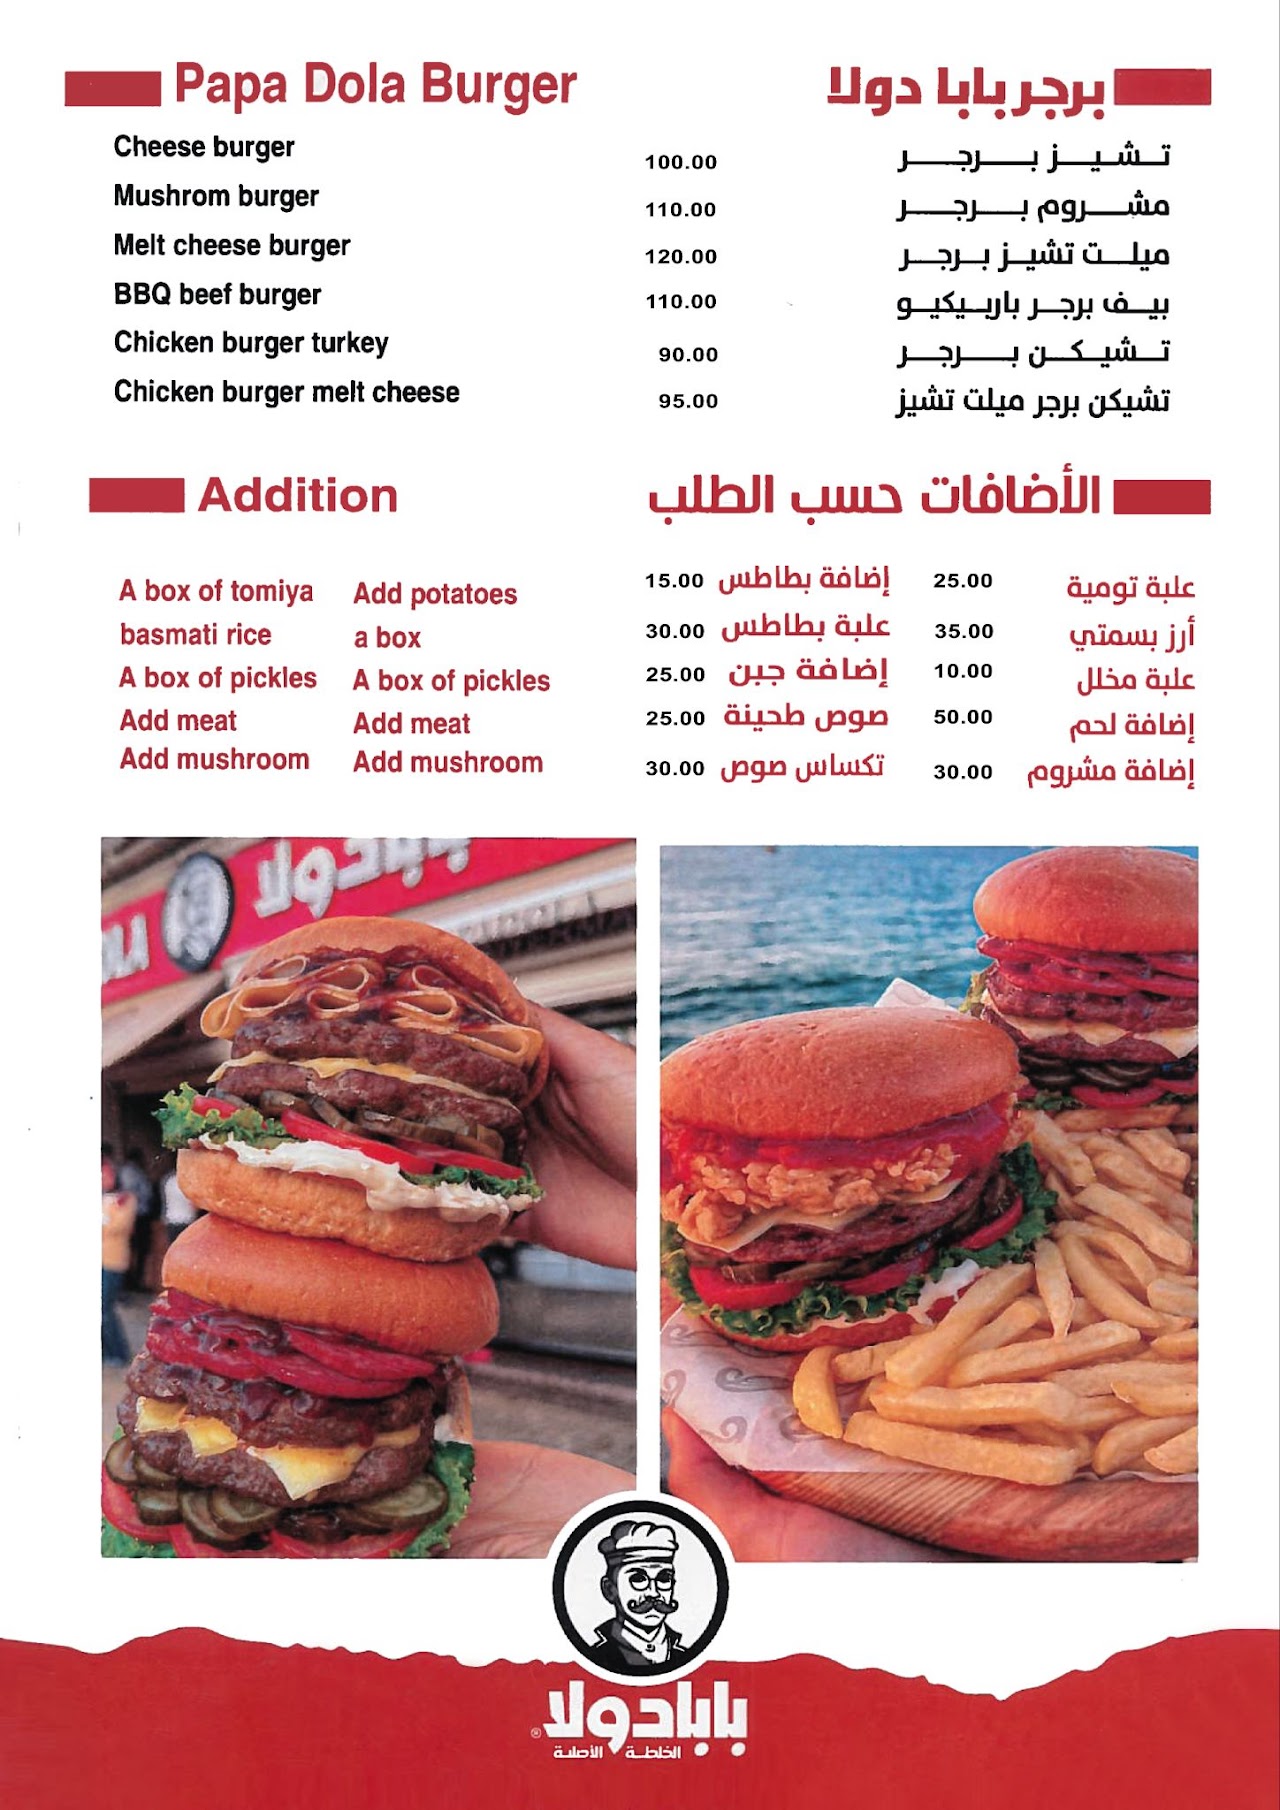 Papa Dola Burger برجر بابا دولا
Cheese burger 100.00 تشيز برجر
Mushrom burger 110.00 مشروم برجر
Melt cheese burger 120.00 ميلت تشيز برجر
BBQ beef burger 110.00 بيف برجر باربيكيو
Chicken burger turkey 90.00 تشيكن برجر
Chicken burger melt cheese 95.00 تشيكن برجر ميلت تشيز
Addition الأضافات حسب الطلب
A box of tomiya Add potatoes 15.00 إضافة بطاطس 25.00 علبة تومية
basmati rice a box 30.00 علبة بطاطس 35.00 أرز بسمتي
A box of pickles A box of pickles 25.00 إضافة جبن 10.00 علبة مخلل
Add meat Add meat 25.00 صوص طحينة 50.00 إضافة لحم
Add mushroom Add mushroom 30.00 تكساس صوص 30.00 إضافة مشروم
بابادولا
بابادولا®
الخلطة الأصلية